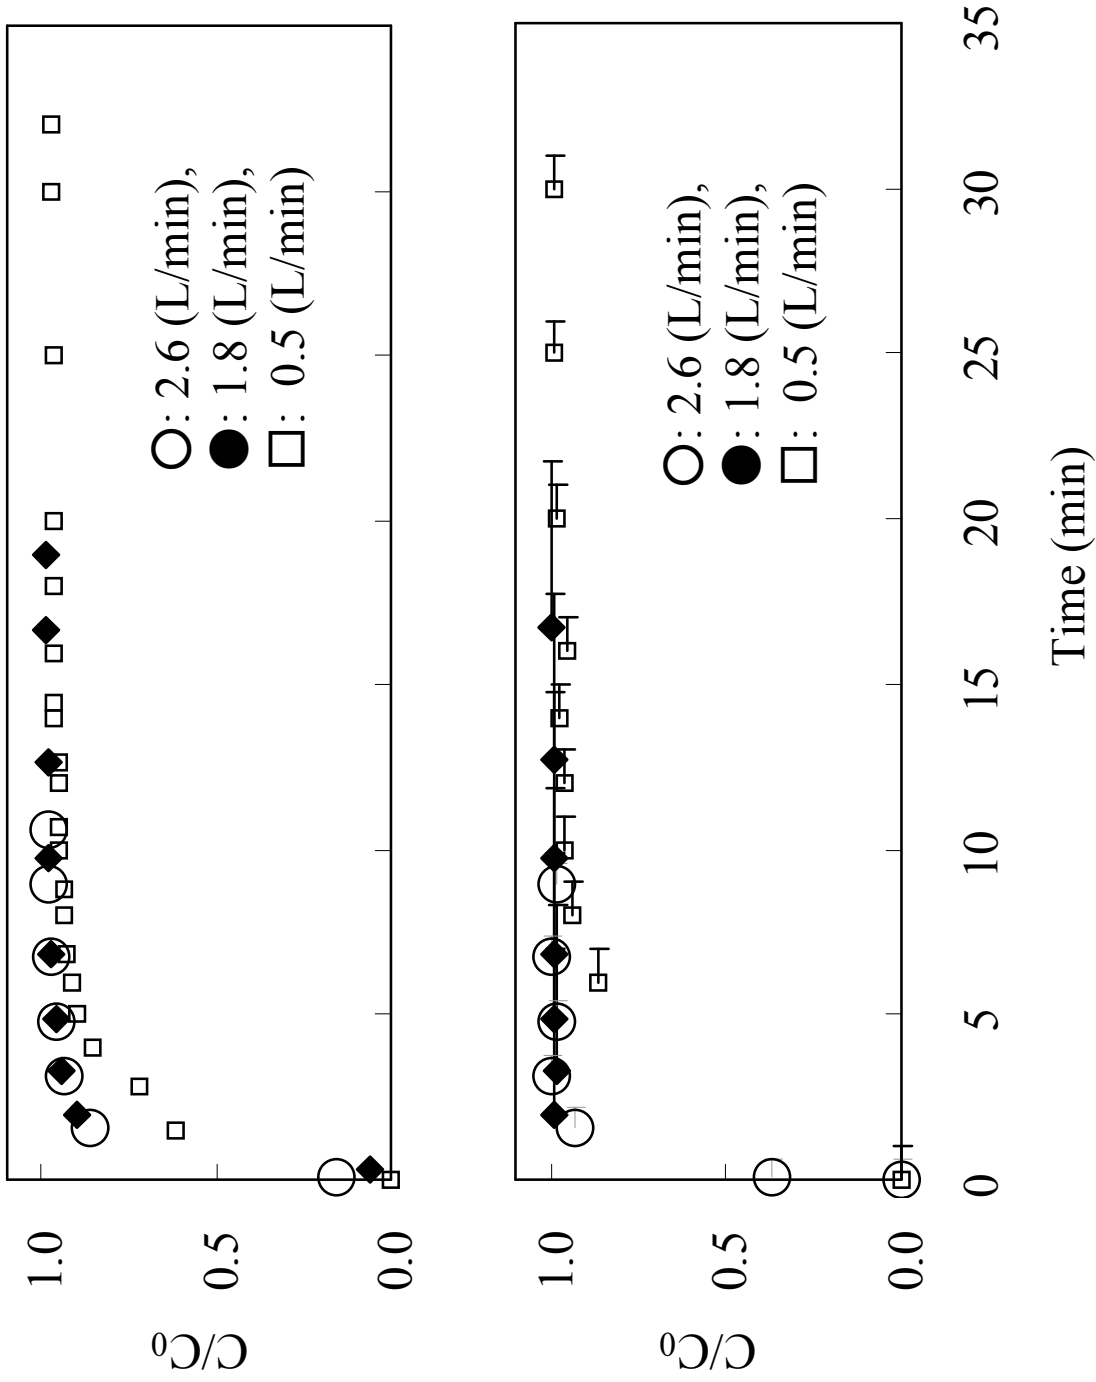 C/C₀
1.0
0.5
0.0
: 2.6 (L/min),
: 1.8 (L/min),
: 0.5 (L/min)
C/C₀
1.0
0.5
0.0
: 2.6 (L/min),
: 1.8 (L/min),
: 0.5 (L/min)
0 5 10 15 20 25 30 35
Time (min)